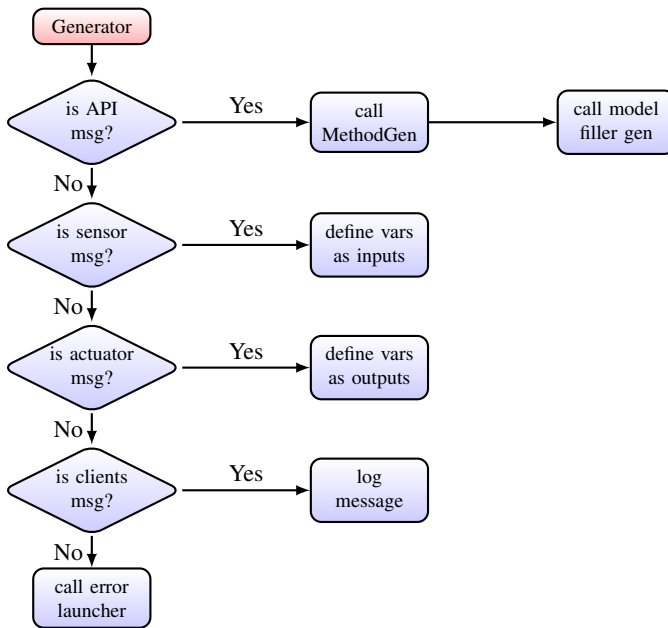 Generator
is API
msg?
Yes
call
MethodGen
call model
filler gen
No
is sensor
msg?
Yes
define vars
as inputs
No
is actuator
msg?
Yes
define vars
as outputs
No
is clients
msg?
Yes
log
message
No
call error
launcher